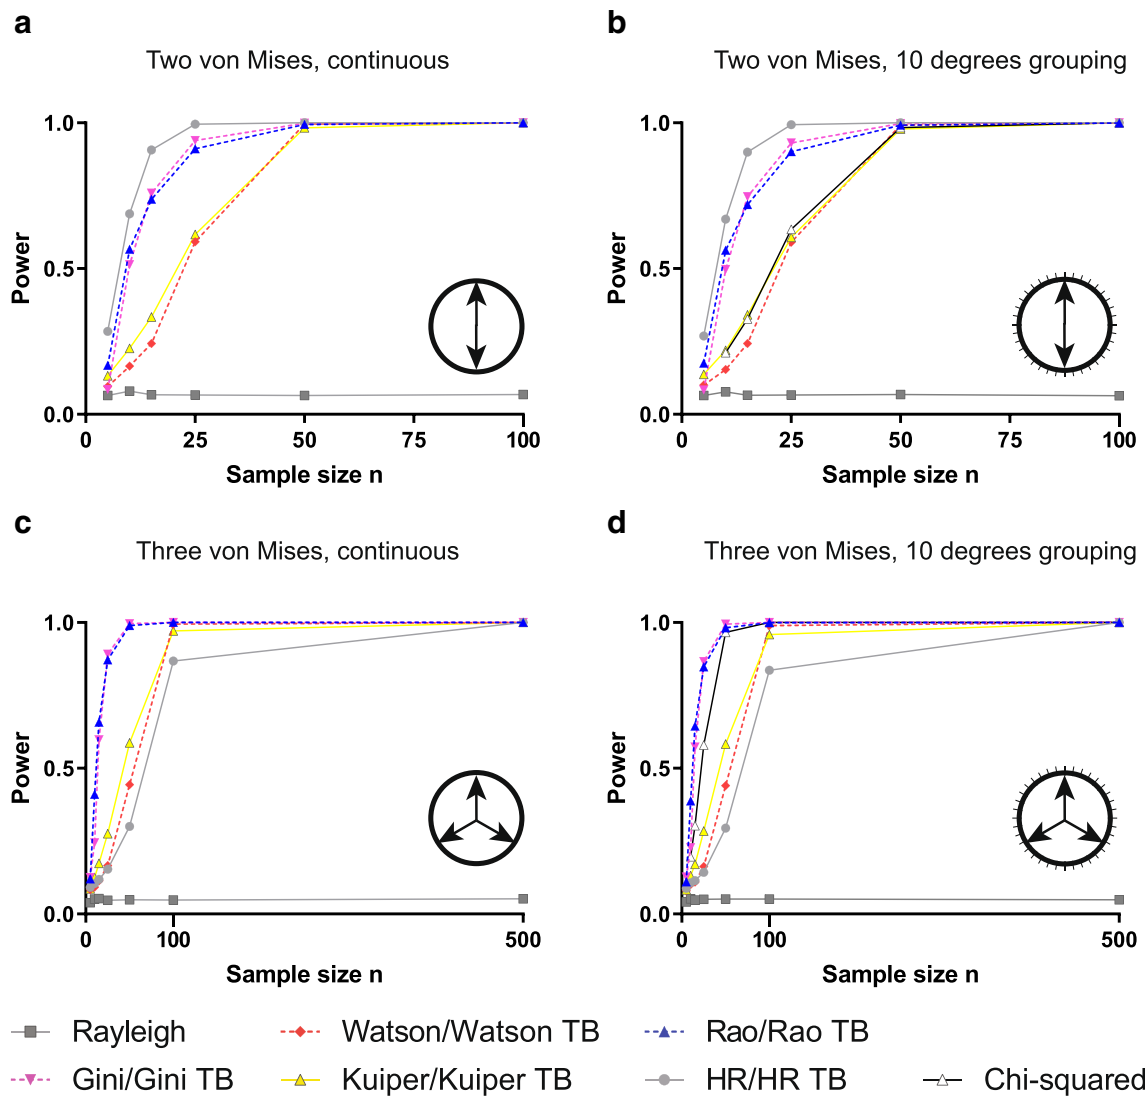 a
Two von Mises, continuous
1.0
0.5
0.0
Power
0 25 50 75 100
Sample size n
b
Two von Mises, 10 degrees grouping
1.0
0.5
0.0
Power
0 25 50 75 100
Sample size n
c
Three von Mises, continuous
1.0
0.5
0.0
Power
0 100 500
Sample size n
d
Three von Mises, 10 degrees grouping
1.0
0.5
0.0
Power
0 100 500
Sample size n
Rayleigh Watson/Watson TB Rao/Rao TB
Gini/Gini TB Kuiper/Kuiper TB HR/HR TB Chi-squared